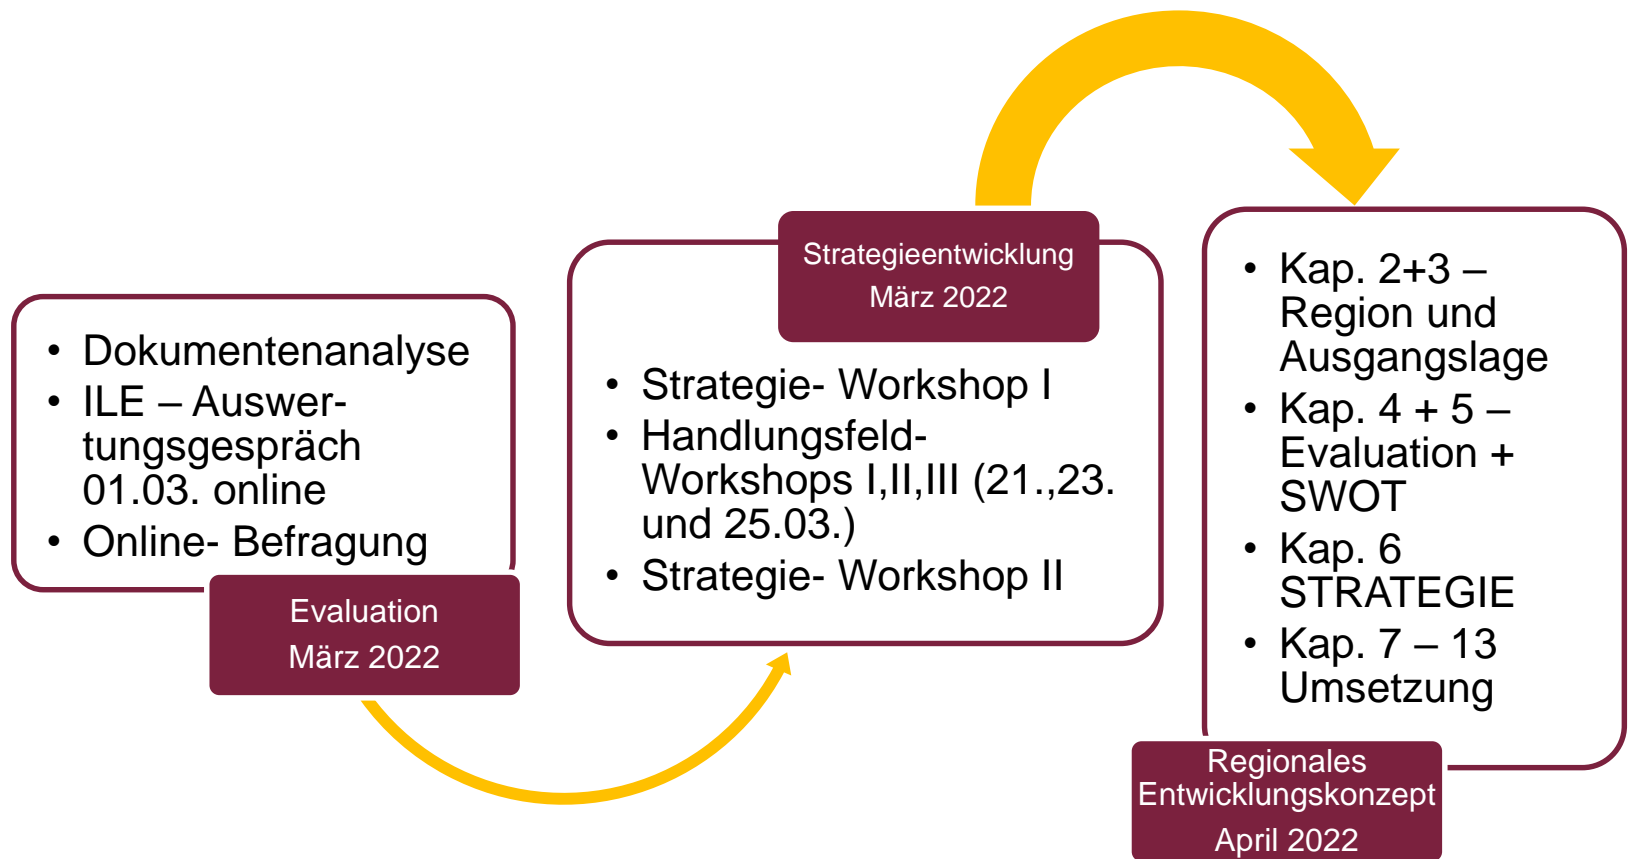 • Dokumentenanalyse
• ILE – Auswer-
tungsgespräch
01.03. online
• Online- Befragung
Evaluation
März 2022
Strategieentwicklung
März 2022
• Strategie- Workshop I
• Handlungsfeld-
Workshops I,II,III (21.,23.
und 25.03.)
• Strategie- Workshop II
• Kap. 2+3 –
Region und
Ausgangslage
• Kap. 4 + 5 –
Evaluation +
SWOT
• Kap. 6
STRATEGIE
• Kap. 7 – 13
Umsetzung
Regionales
Entwicklungskonzept
April 2022